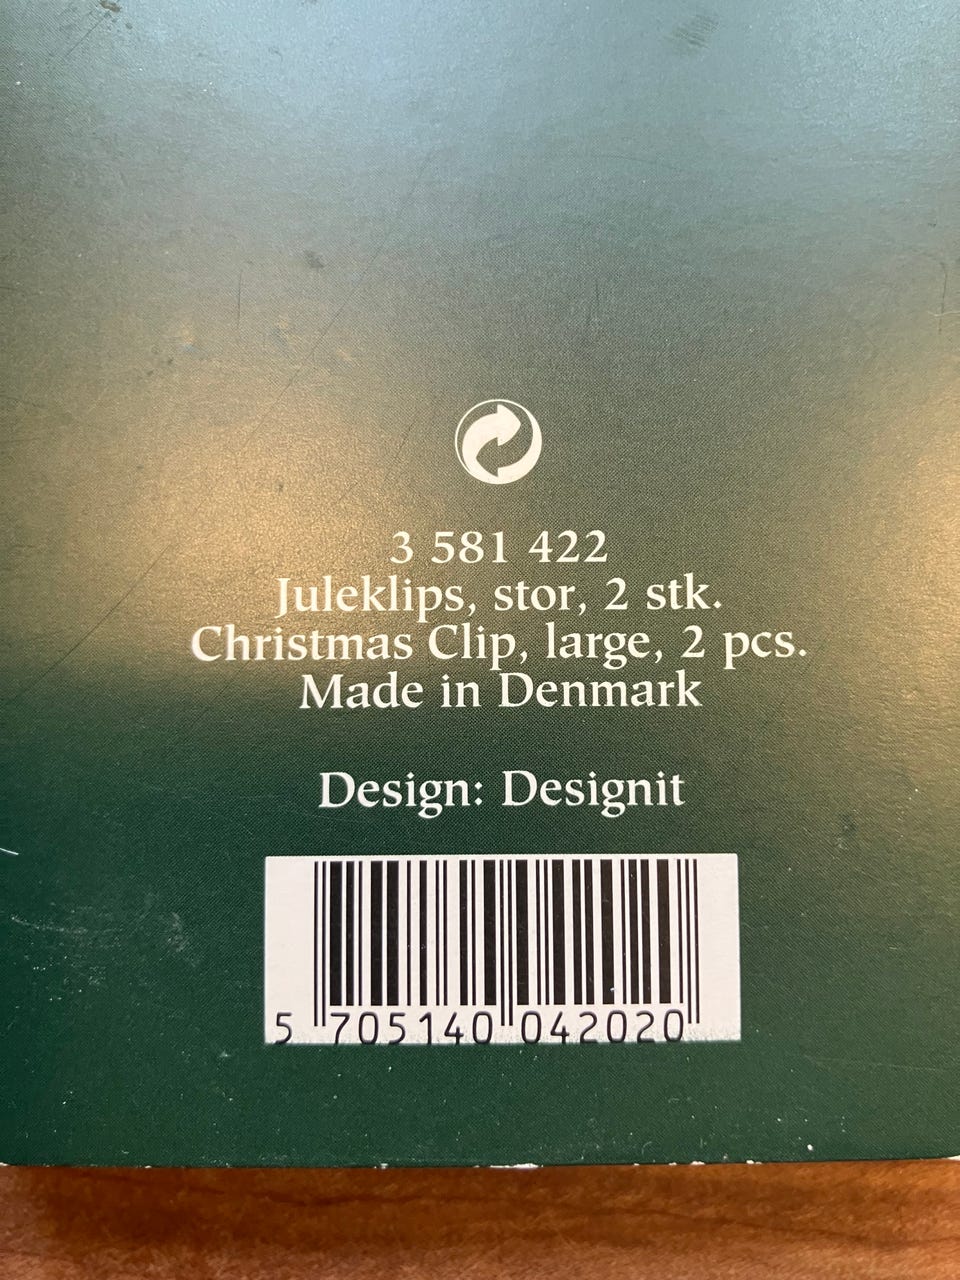 3 581 422
Juleklips, stor, 2 stk.
Christmas Clip, large, 2 pcs.
Made in Denmark
Design: Designit
5 705140 042020